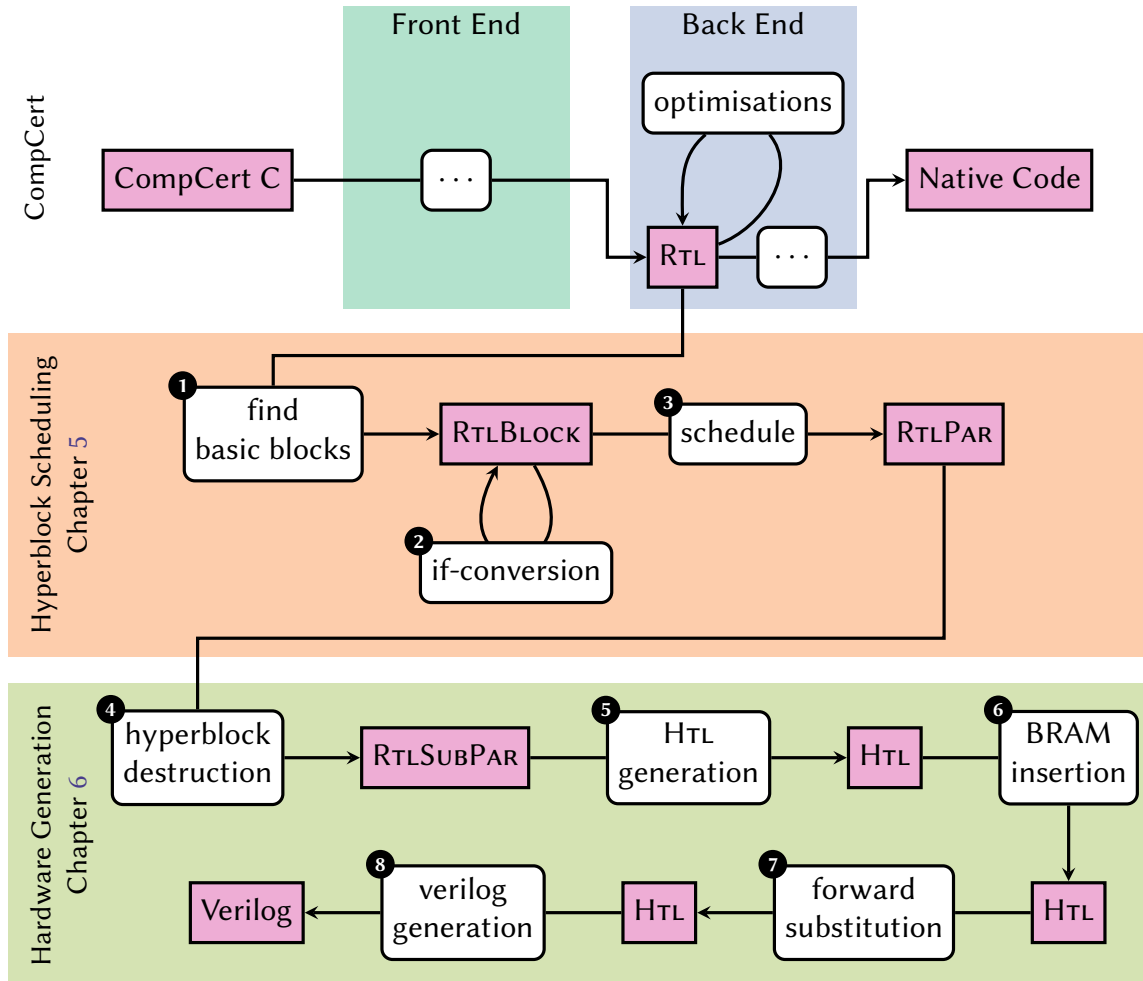 Front End
Back End
CompCert
optimisations
CompCert C
···
Native Code
RTL
···
Hyperblock Scheduling
Chapter 5
1
find
basic blocks
RTLBLOCK
3
schedule
RTLPAR
2
if-conversion
Hardware Generation
Chapter 6
4
hyperblock
destruction
RTLSUBPAR
5
HTL
generation
HTL
6
BRAM
insertion
Verilog
8
verilog
generation
HTL
7
forward
substitution
HTL